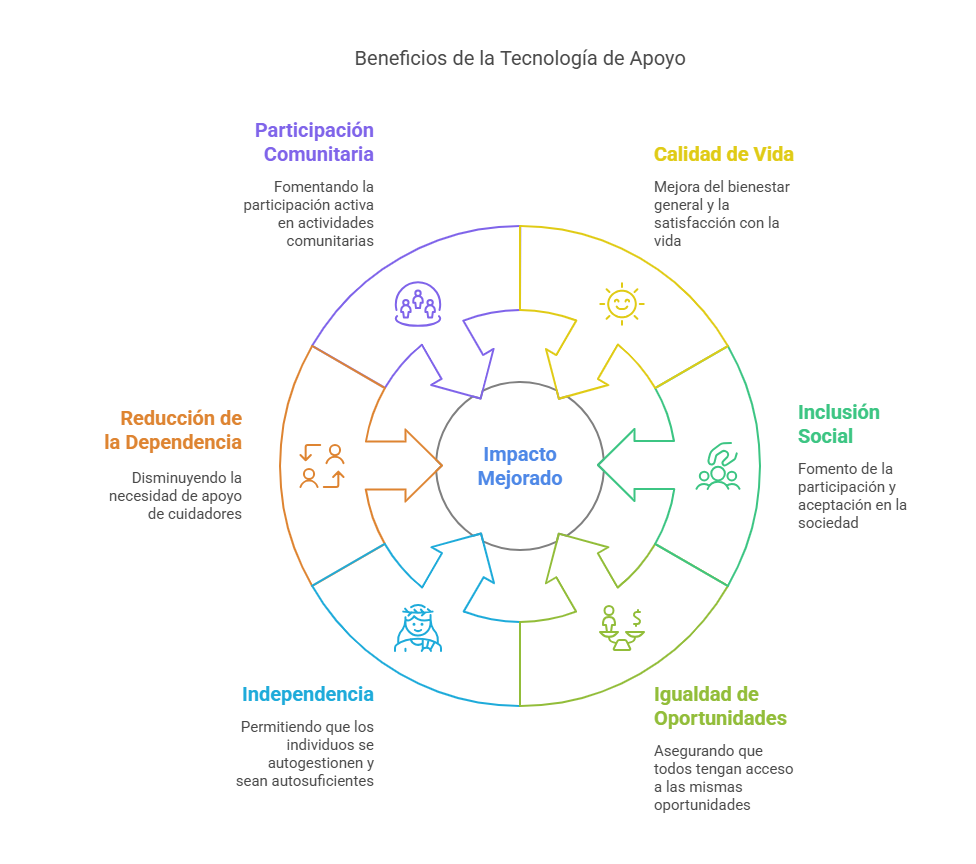 Beneficios de la Tecnología de Apoyo
Participación
Comunitaria
Fomentando la
participación activa
en actividades
comunitarias
Calidad de Vida
Mejora del bienestar
general y la
satisfacción con la
vida
Reducción de
la Dependencia
Disminuyendo la
necesidad de apoyo
de cuidadores
Impacto
Mejorado
Inclusión
Social
Fomento de la
participación y
aceptación en la
sociedad
Independencia
Permitiendo que los
individuos se
autogestionen y
sean autosuficientes
$
Igualdad de
Oportunidades
Asegurando que
todos tengan acceso
a las mismas
oportunidades